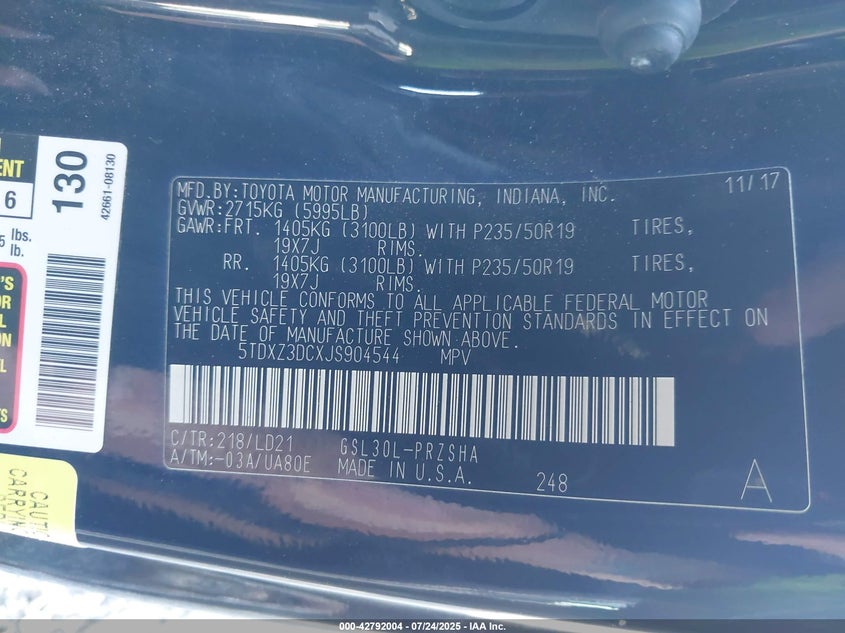 130
42661-08130
ENT
6
lbs.
lb.
MFD.BY:TOYOTA MOTOR MANUFACTURING, INDIANA, INC. 11/17
GVWR:2715KG (5995LB)
GAWR:FRT. 1405KG (3100LB) WITH P235/50R19 TIRES,
19X7J RIMS.
RR. 1405KG (3100LB) WITH P235/50R19 TIRES,
19X7J RIMS.
THIS VEHICLE CONFORMS TO ALL APPLICABLE FEDERAL MOTOR
VEHICLE SAFETY AND THEFT PREVENTION STANDARDS IN EFFECT ON
THE DATE OF MANUFACTURE SHOWN ABOVE.
5TDXZ3DCXJS904544 MPV
C/TR:218/LD21 GSL30L-PRZSHA
A/TM:-03A/UA80E MADE IN U.S.A. 248 A
000-42792004 - 07/24/2025 - IAA Inc.